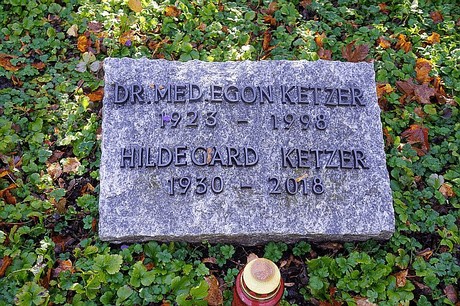 DR. MED. EGON KETZER
1923 - 1998
HILDEGARD KETZER
1930 - 2018